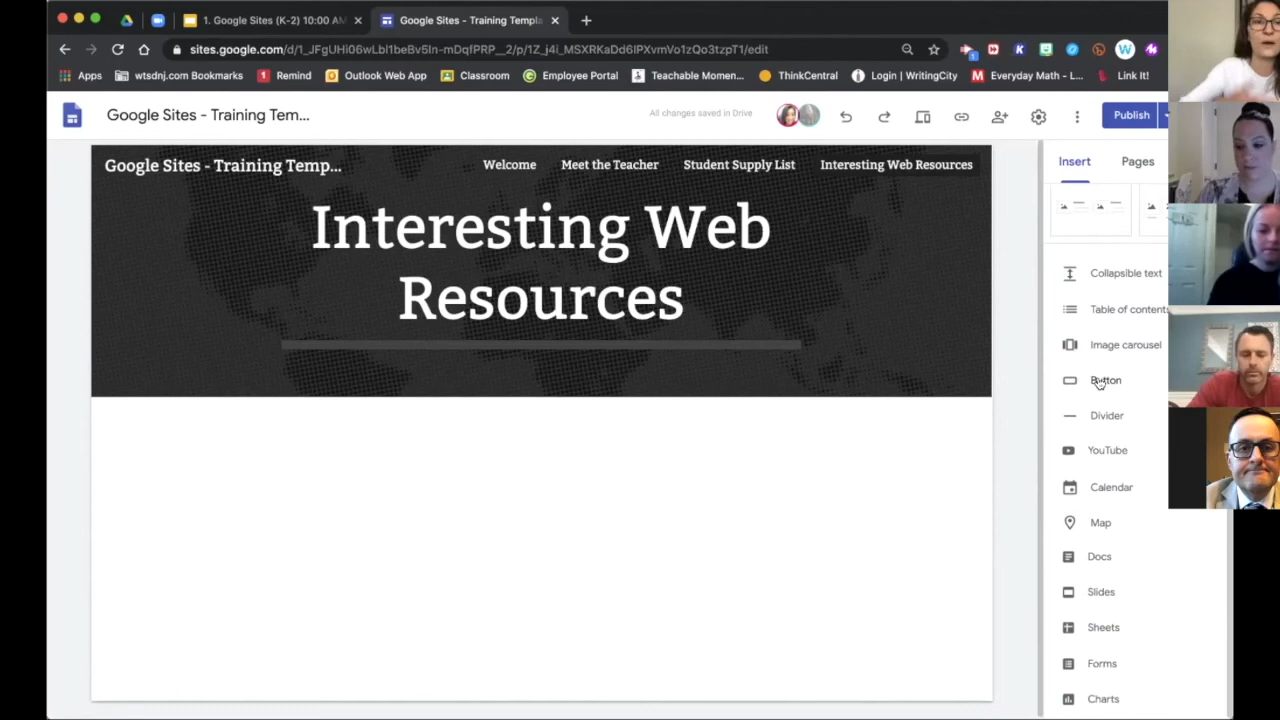 1. Google Sites (K-2) 10:00 AM
Google Sites - Training Templa
sites.google.com/d/1_JFgUHi06wLbl1beBv5In-mDqfPRP__2/p/1Z_j4i_MSXRKaDd6IPXvmVo1zQo3tzpT1/edit
Apps
wtsdnj.com Bookmarks
Remind
Outlook Web App
Classroom
Employee Portal
Teachable Momen...
ThinkCentral
Login | WritingCity
Everyday Math - L...
Link It!
Google Sites - Training Tem...
All changes saved in Drive
Publish
Google Sites - Training Temp...
Welcome
Meet the Teacher
Student Supply List
Interesting Web Resources
Interesting Web
Resources
Insert
Pages
Collapsible text
Table of contents
Image carousel
Button
Divider
YouTube
Calendar
Map
Docs
Slides
Sheets
Forms
Charts